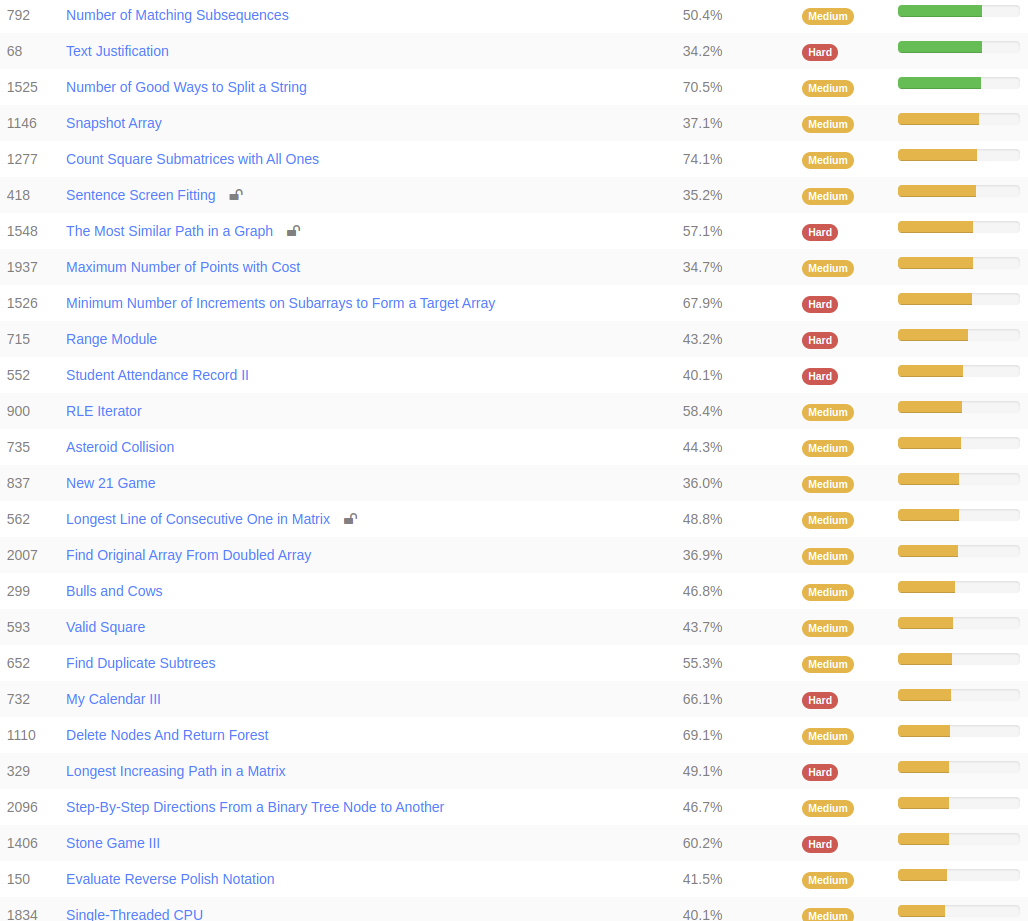 792 Number of Matching Subsequences 50.4% Medium
68 Text Justification 34.2% Hard
1525 Number of Good Ways to Split a String 70.5% Medium
1146 Snapshot Array 37.1% Medium
1277 Count Square Submatrices with All Ones 74.1% Medium
418 Sentence Screen Fitting 35.2% Medium
1548 The Most Similar Path in a Graph 57.1% Hard
1937 Maximum Number of Points with Cost 34.7% Medium
1526 Minimum Number of Increments on Subarrays to Form a Target Array 67.9% Hard
715 Range Module 43.2% Hard
552 Student Attendance Record II 40.1% Hard
900 RLE Iterator 58.4% Medium
735 Asteroid Collision 44.3% Medium
837 New 21 Game 36.0% Medium
562 Longest Line of Consecutive One in Matrix 48.8% Medium
2007 Find Original Array From Doubled Array 36.9% Medium
299 Bulls and Cows 46.8% Medium
593 Valid Square 43.7% Medium
652 Find Duplicate Subtrees 55.3% Medium
732 My Calendar III 66.1% Hard
1110 Delete Nodes And Return Forest 69.1% Medium
329 Longest Increasing Path in a Matrix 49.1% Hard
2096 Step-By-Step Directions From a Binary Tree Node to Another 46.7% Medium
1406 Stone Game III 60.2% Hard
150 Evaluate Reverse Polish Notation 41.5% Medium
1834 Single-Threaded CPU 40.1% Medium